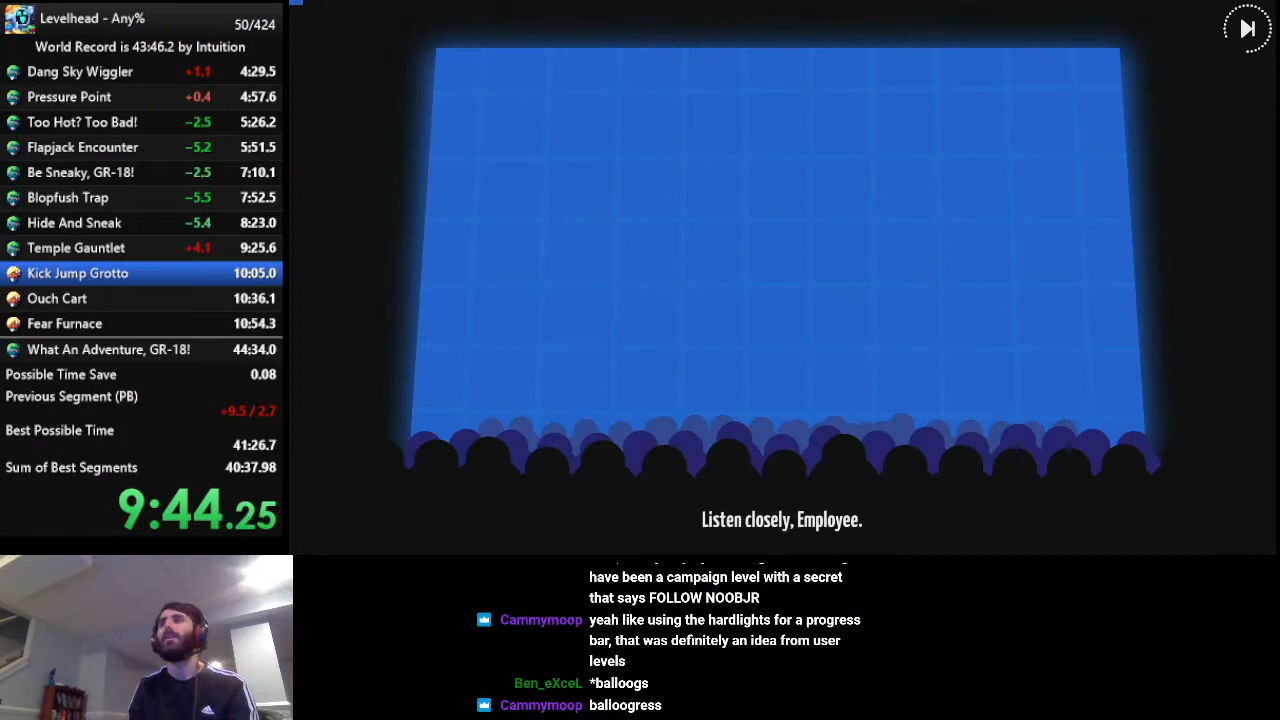 Levelhead - Any%
50/424
World Record is 43:46.2 by Intuition
Dang Sky Wiggler +1.1 4:29.5
Pressure Point +0.4 4:57.6
Too Hot? Too Bad! −2.5 5:26.2
Flapjack Encounter −5.2 5:51.5
Be Sneaky, GR-18! −2.5 7:10.1
Blopfush Trap −5.5 7:52.5
Hide And Sneak −5.4 8:23.0
Temple Gauntlet +4.1 9:25.6
Kick Jump Grotto 10:05.0
Ouch Cart 10:36.1
Fear Furnace 10:54.3
What An Adventure, GR-18! 44:34.0
Possible Time Save 0.08
Previous Segment (PB)
+9.5 / 2.7
Best Possible Time
41:26.7
Sum of Best Segments 40:37.98
9:44.25
Listen closely, Employee.
have been a campaign level with a secret
that says FOLLOW NOOBJR
Cammymoop yeah like using the hardlights for a progress
bar, that was definitely an idea from user
levels
Ben_eXceL *balloogs
Cammymoop balloogress
adidas